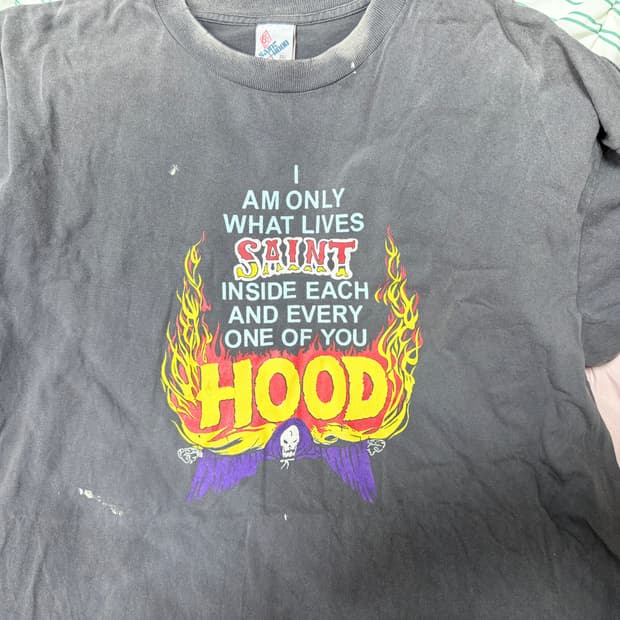 I
AM ONLY
WHAT LIVES
SAINT
INSIDE EACH
AND EVERY
ONE OF YOU
HOOD